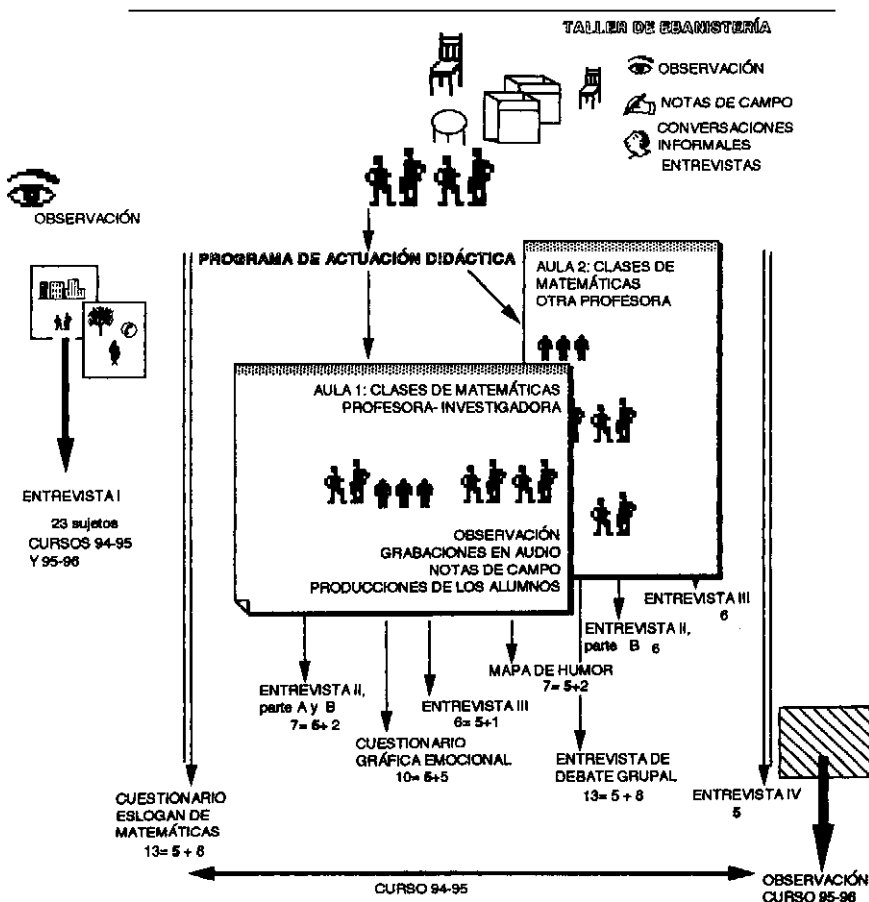 TALLER DE EBANISTERÍA
OBSERVACIÓN
NOTAS DE CAMPO
CONVERSACIONES
INFORMALES
ENTREVISTAS
OBSERVACIÓN
PROGRAMA DE ACTUACIÓN DIDÁCTICA
AULA 2: CLASES DE
MATEMÁTICAS
OTRA PROFESORA
AULA 1: CLASES DE MATEMÁTICAS
PROFESORA- INVESTIGADORA
OBSERVACIÓN
GRABACIONES EN AUDIO
NOTAS DE CAMPO
PRODUCCIONES DE LOS ALUMNOS
ENTREVISTA I
23 sujetos
CURSOS 94-95
Y 95-96
ENTREVISTA III
6
ENTREVISTA II,
parte B 6
MAPA DE HUMOR
7= 5+2
ENTREVISTA II,
parte A y B
7= 5+ 2
ENTREVISTA III
6= 5+1
CUESTIONARIO
GRÁFICA EMOCIONAL
10= 5+5
ENTREVISTA DE
DEBATE GRUPAL
13= 5 + 8
CUESTIONARIO
ESLOGAN DE
MATEMÁTICAS
13= 5 + 8
ENTREVISTA IV
5
CURSO 94-95
OBSERVACIÓN
CURSO 95-96